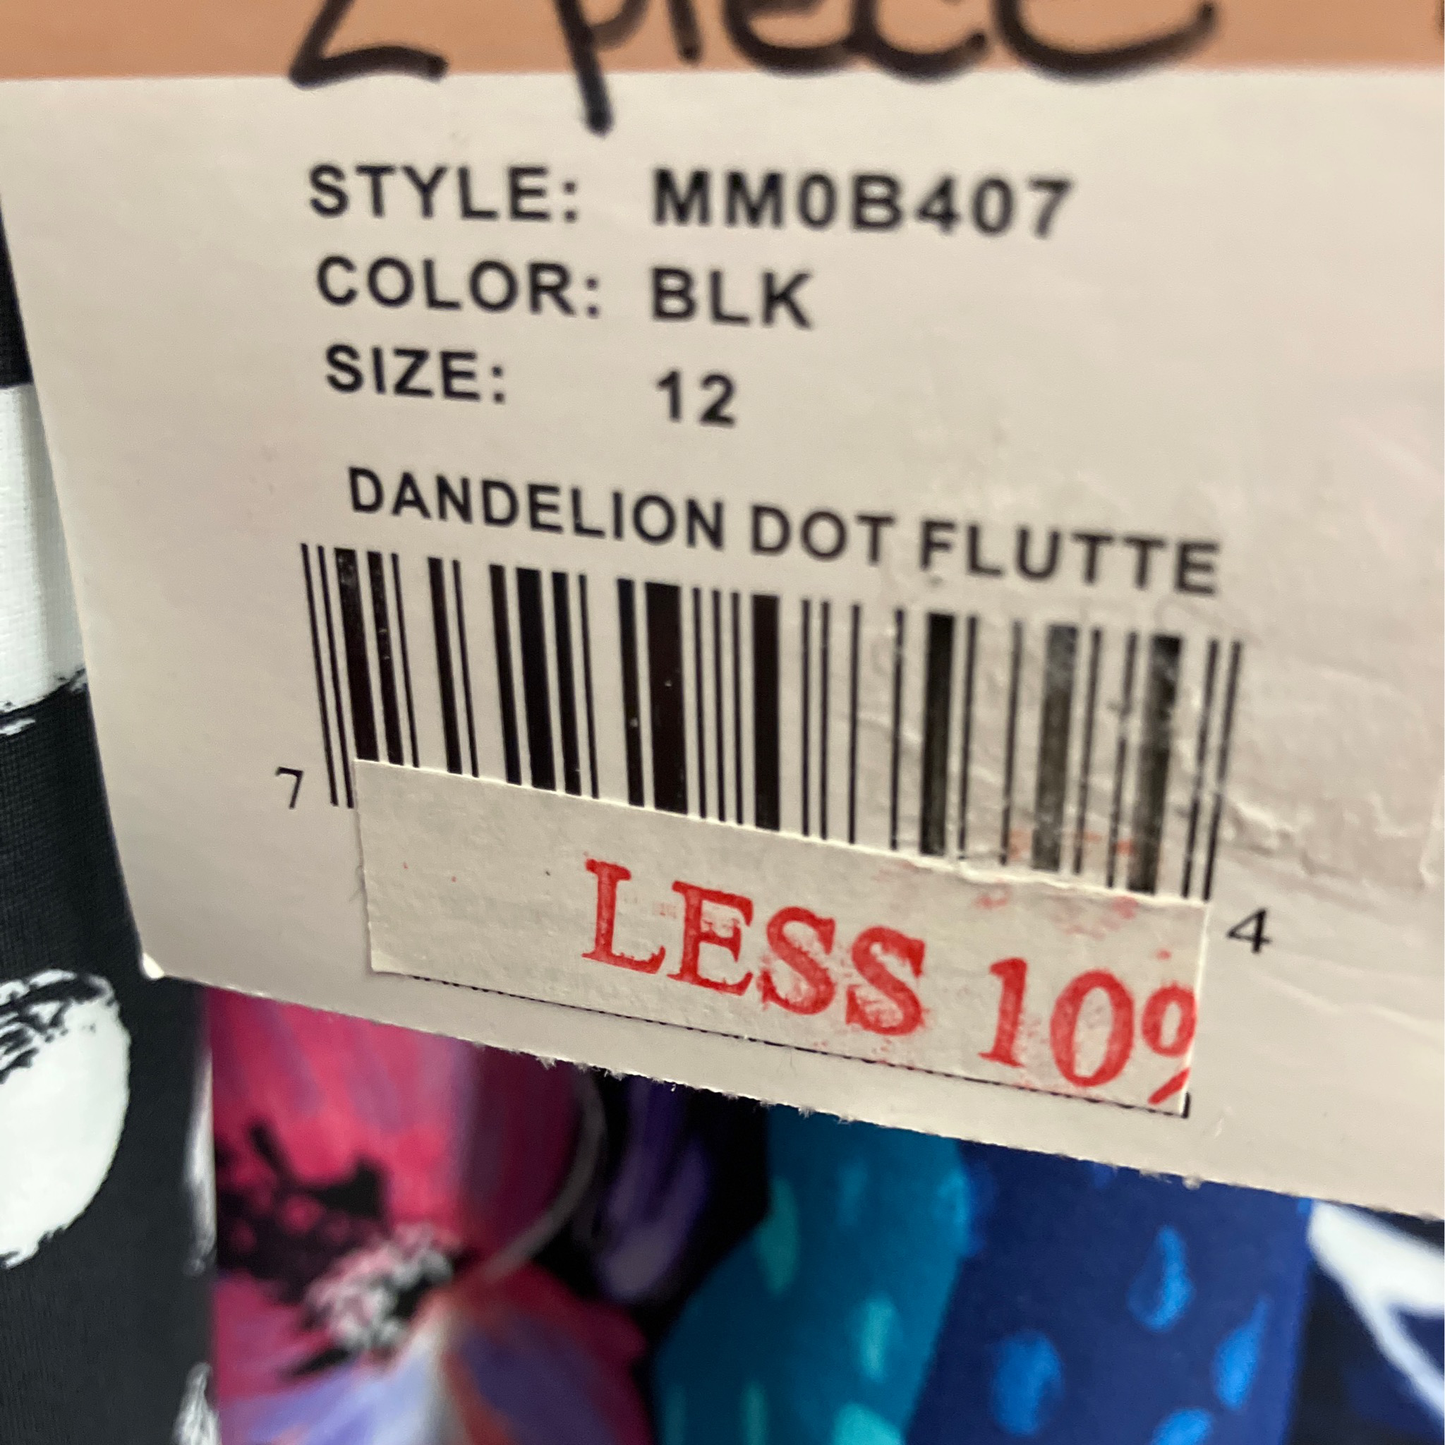 2 piece
STYLE: MM0B407
COLOR: BLK
SIZE: 12
DANDELION DOT FLUTTE
7 4
LESS 10%